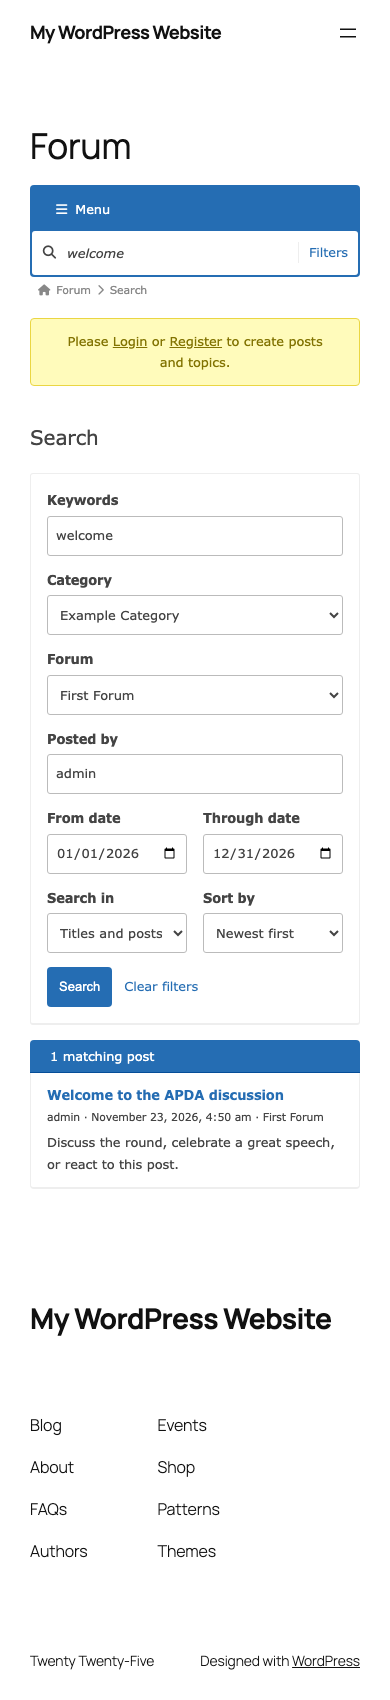 My WordPress Website
Forum
Menu
welcome
Filters
Forum
Search
Please Login or Register to create posts
and topics.
Search
Keywords
welcome
Category
Example Category
Forum
First Forum
Posted by
admin
From date
Through date
01/01/2026
12/31/2026
Search in
Sort by
Titles and posts
Newest first
Search
Clear filters
1 matching post
Welcome to the APDA discussion
admin · November 23, 2026, 4:50 am · First Forum
Discuss the round, celebrate a great speech,
or react to this post.
My WordPress Website
Blog
Events
About
Shop
FAQs
Patterns
Authors
Themes
Twenty Twenty-Five
Designed with WordPress